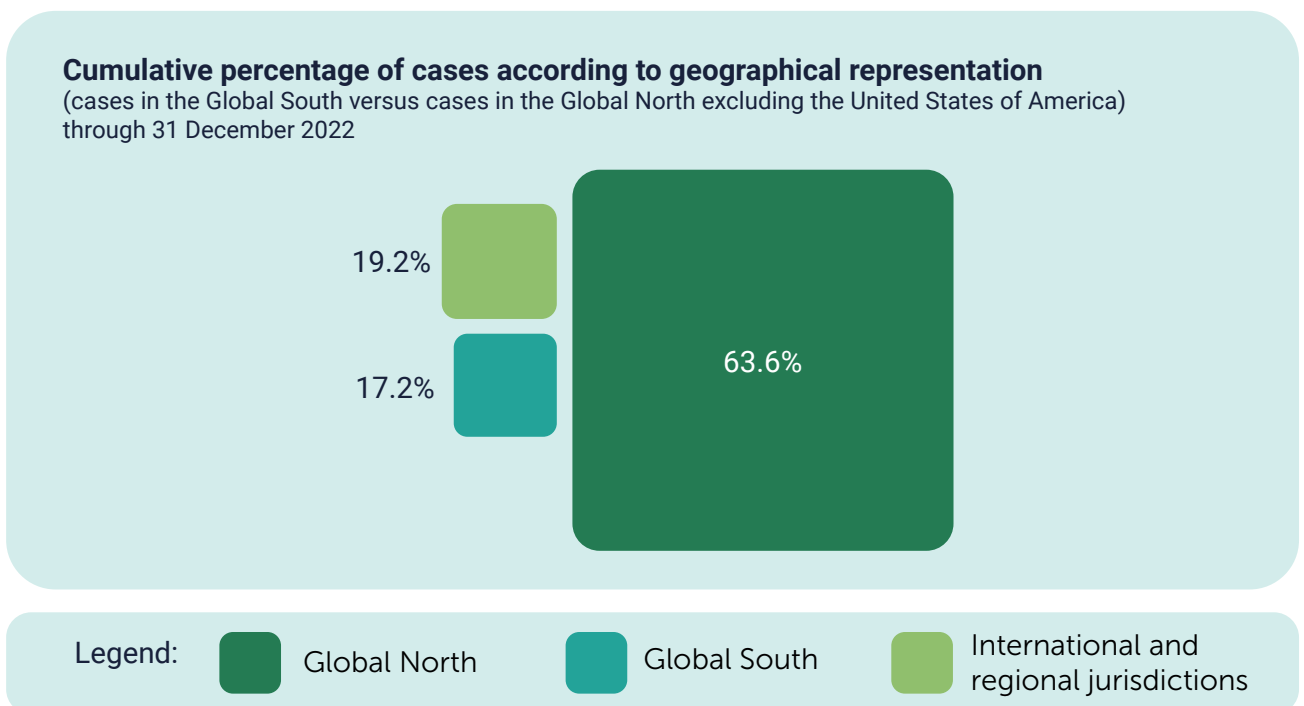 Cumulative percentage of cases according to geographical representation
(cases in the Global South versus cases in the Global North excluding the United States of America)
through 31 December 2022
19.2%
17.2%
63.6%
Legend:
Global North
Global South
International and
regional jurisdictions